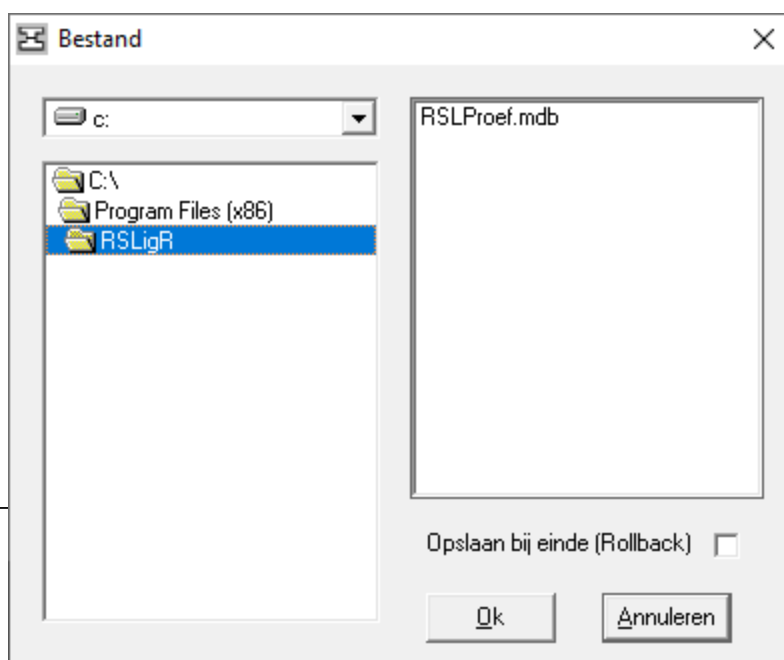 Bestand
c:
C:\
Program Files (x86)
RSLigR
RSLProef.mdb
Opslaan bij einde (Rollback)
Ok
Annuleren